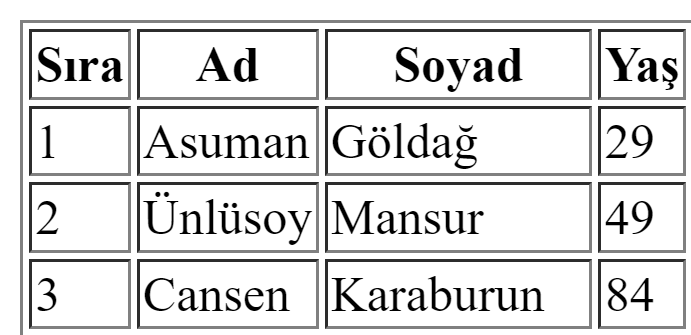 Sıra Ad Soyad Yaş
1 Asuman Göldağ 29
2 Ünlüsoy Mansur 49
3 Cansen Karaburun 84